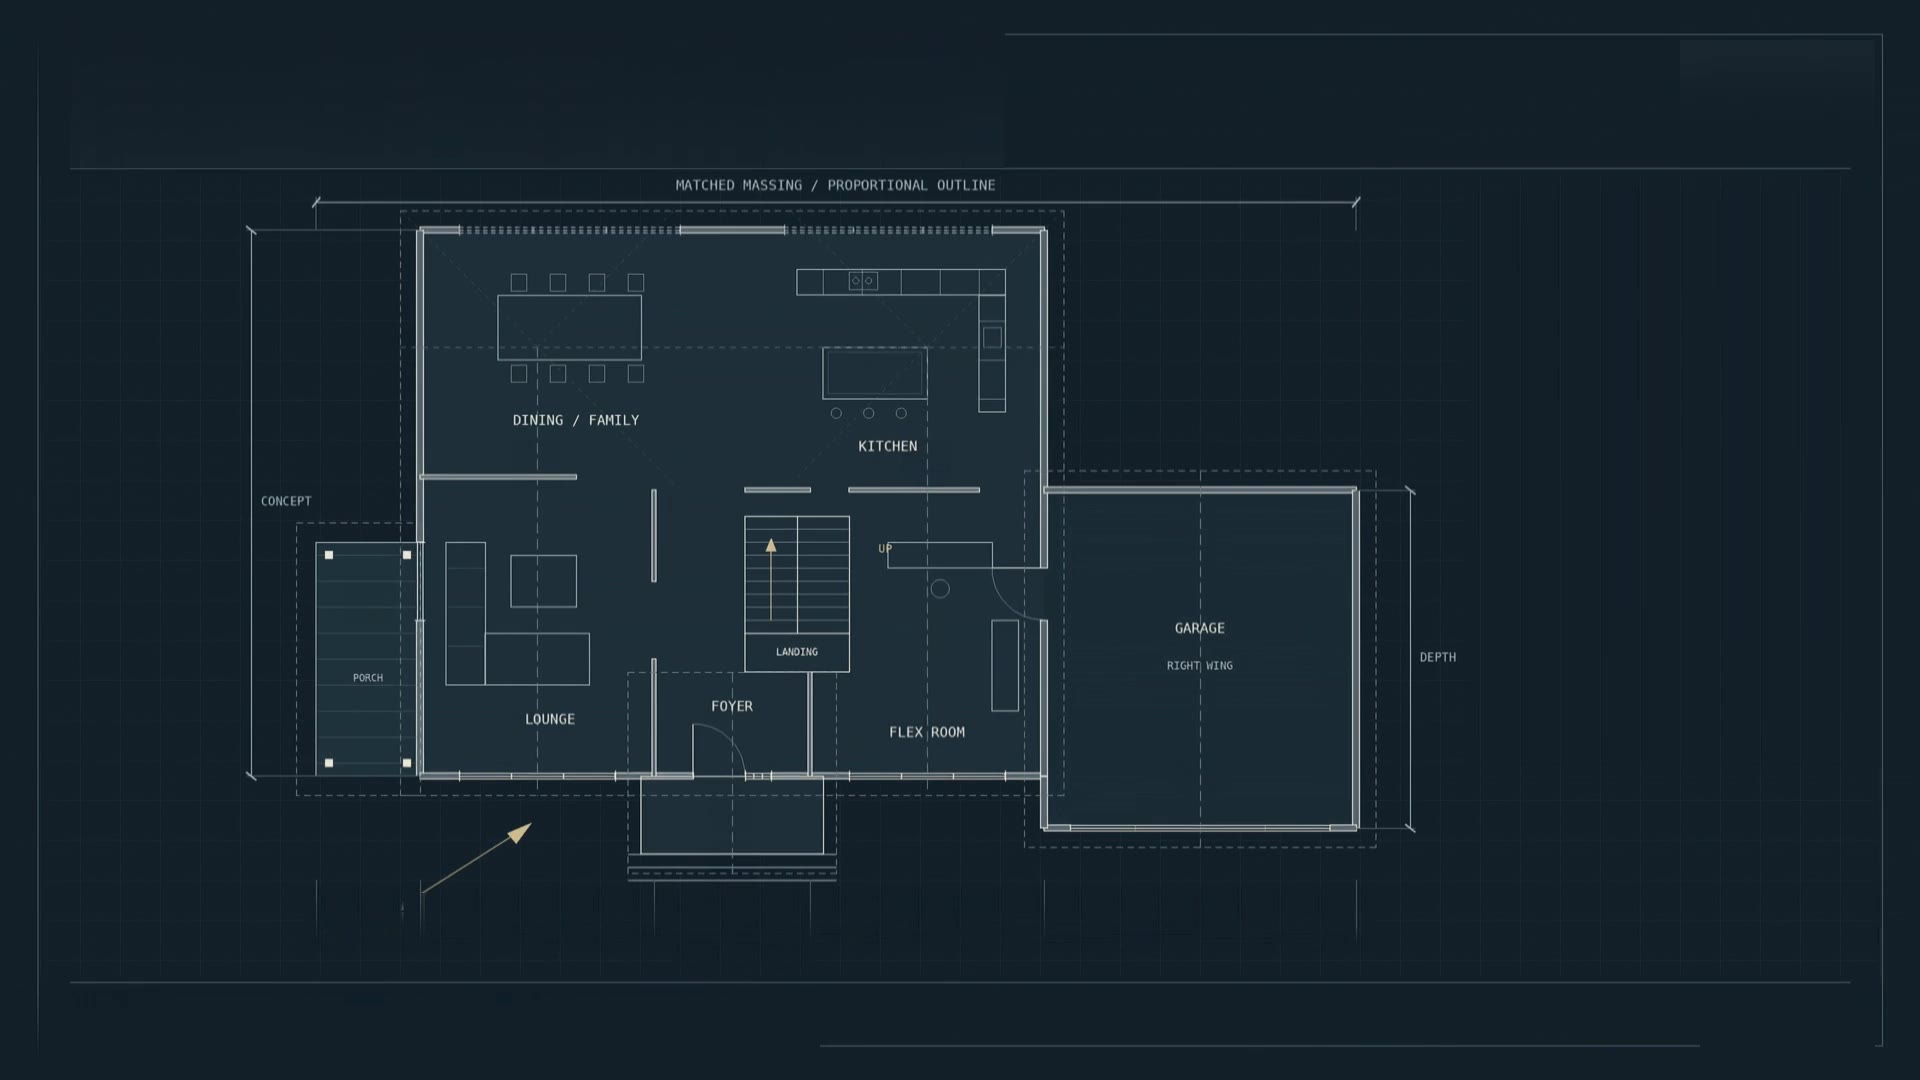 MATCHED MASSING / PROPORTIONAL OUTLINE
DINING / FAMILY
KITCHEN
CONCEPT
UP
GARAGE
LANDING
DEPTH
RIGHT WING
PORCH
FOYER
LOUNGE
FLEX ROOM